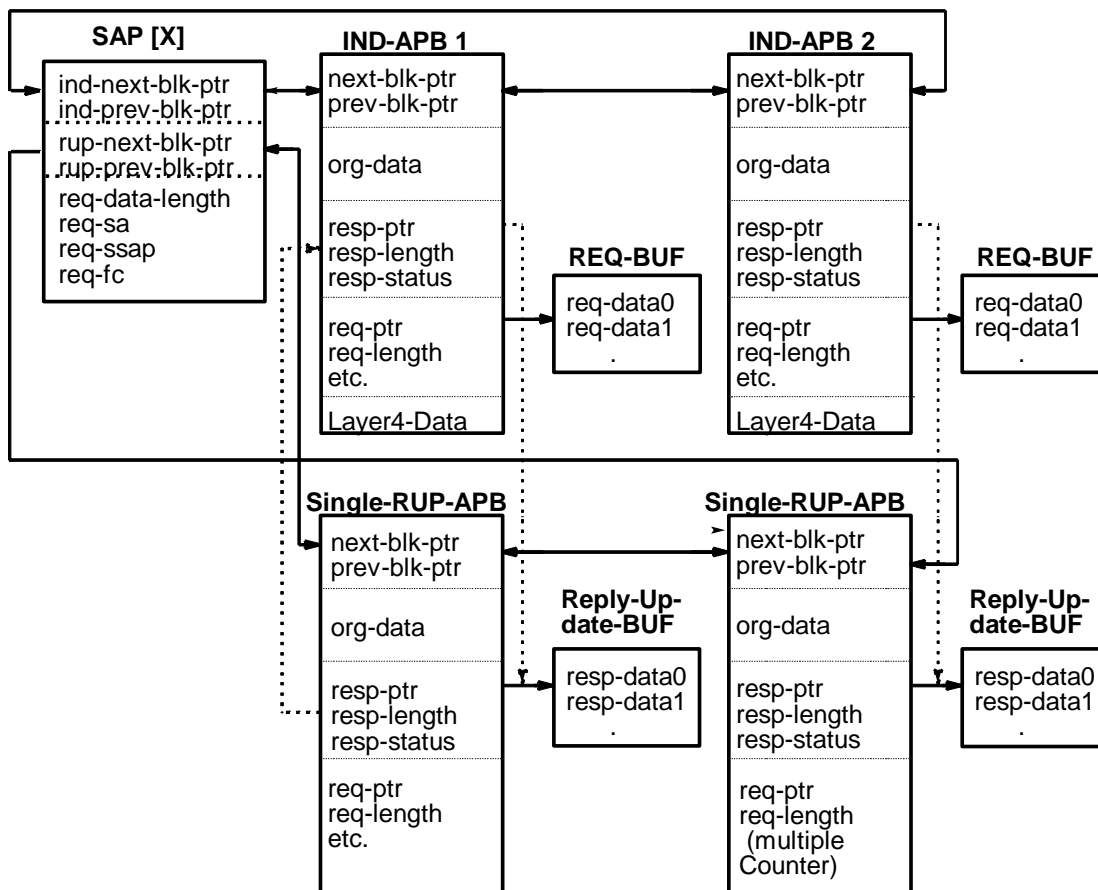 SAP [X]
ind-next-blk-ptr
ind-prev-blk-ptr
rup-next-blk-ptr
rup-prev-blk-ptr
req-data-length
req-sa
req-ssap
req-fc
IND-APB 1
next-blk-ptr
prev-blk-ptr
org-data
resp-ptr
resp-length
resp-status
req-ptr
req-length
etc.
Layer4-Data
REQ-BUF
req-data0
req-data1
.
IND-APB 2
next-blk-ptr
prev-blk-ptr
org-data
resp-ptr
resp-length
resp-status
req-ptr
req-length
etc.
Layer4-Data
REQ-BUF
req-data0
req-data1
.
Single-RUP-APB
next-blk-ptr
prev-blk-ptr
org-data
resp-ptr
resp-length
resp-status
req-ptr
req-length
etc.
Reply-Up-
date-BUF
resp-data0
resp-data1
.
Single-RUP-APB
next-blk-ptr
prev-blk-ptr
org-data
resp-ptr
resp-length
resp-status
req-ptr
req-length
(multiple
Counter)
Reply-Up-
date-BUF
resp-data0
resp-data1
.